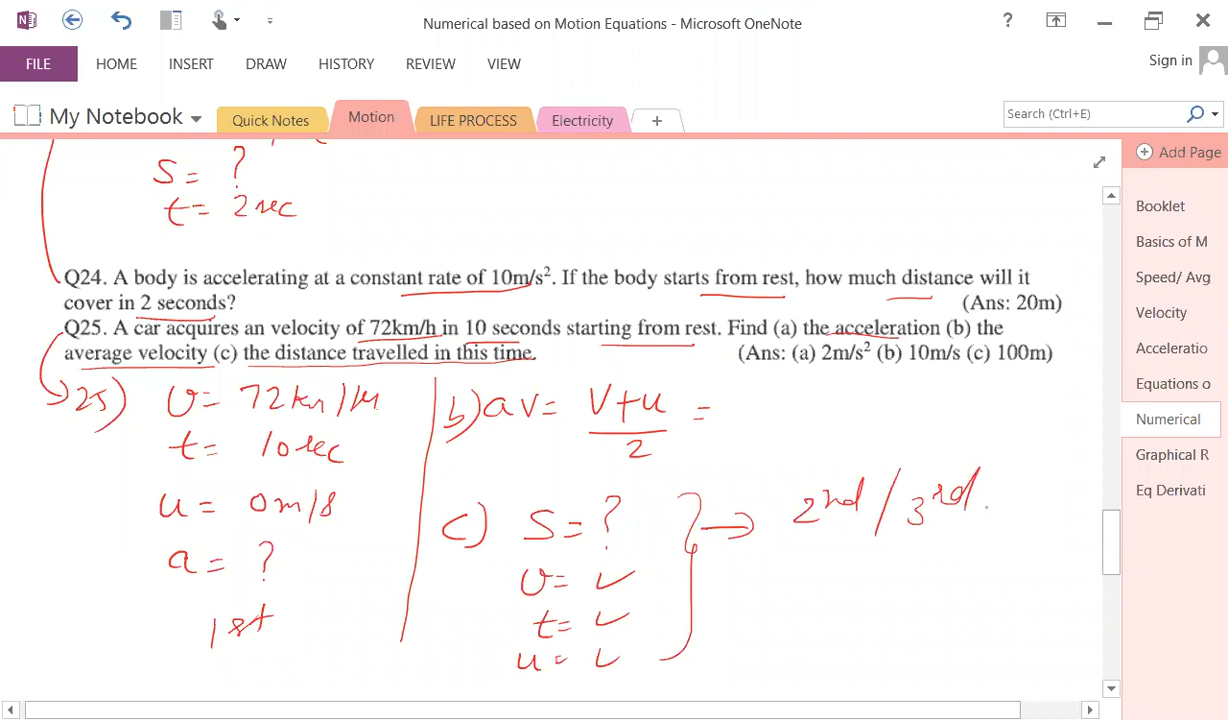 Numerical based on Motion Equations - Microsoft OneNote
?
FILE HOME INSERT DRAW HISTORY REVIEW VIEW
Sign in
My Notebook
Quick Notes Motion LIFE PROCESS Electricity +
Search (Ctrl+E)
Add Page
Booklet
Basics of M
Speed/ Avg
Velocity
Acceleratio
Equations o
Numerical
Graphical R
Eq Derivati
S = ?
t = 2 sec
Q24. A body is accelerating at a constant rate of 10m/s². If the body starts from rest, how much distance will it
cover in 2 seconds? (Ans: 20m)
Q25. A car acquires an velocity of 72km/h in 10 seconds starting from rest. Find (a) the acceleration (b) the
average velocity (c) the distance travelled in this time. (Ans: (a) 2m/s² (b) 10m/s (c) 100m)
25) v = 72 km/hr
t = 10 sec
u = 0 m/s
a = ?
1st
b) av = v+u =
2
c) S = ? → 2nd / 3rd
v = ✓
t = ✓
u = ✓